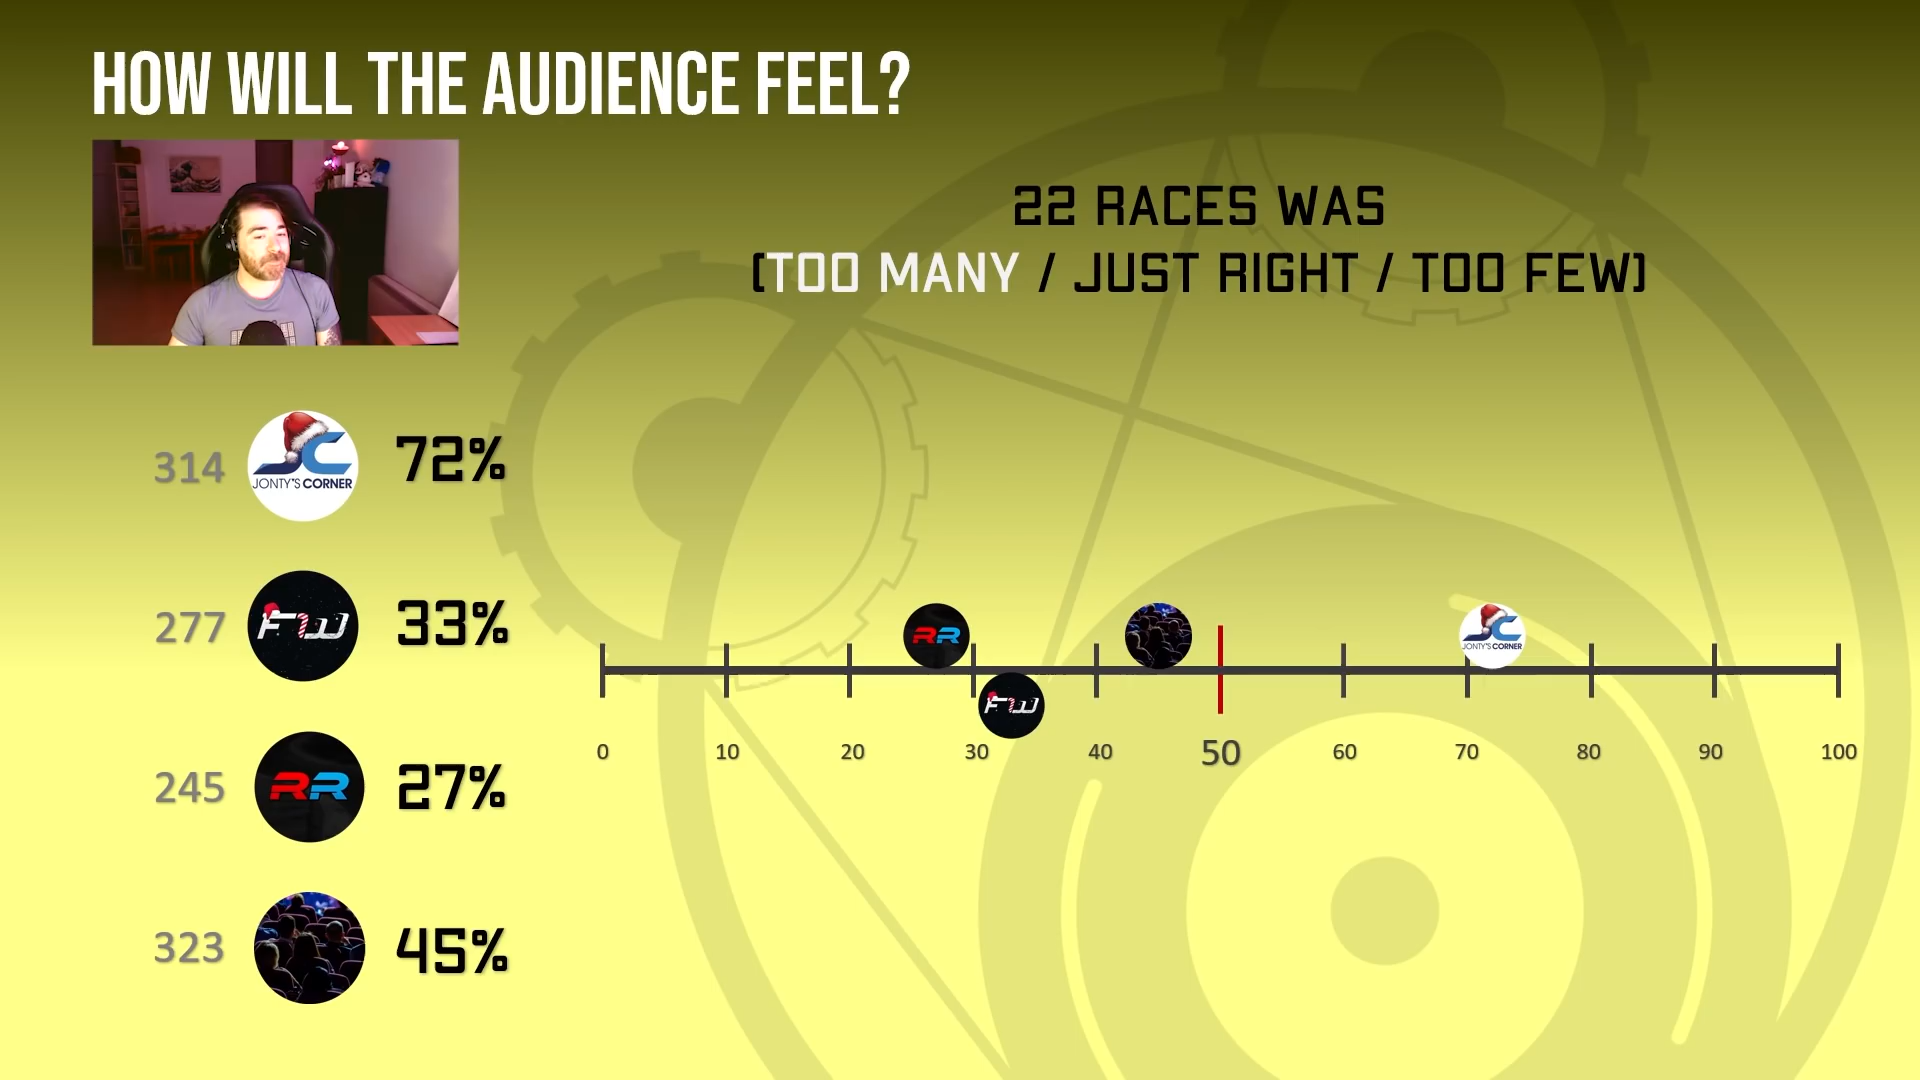 HOW WILL THE AUDIENCE FEEL?
22 RACES WAS
(TOO MANY / JUST RIGHT / TOO FEW)
314 JC JONTY'S CORNER 72%
277 FW 33%
245 RR 27%
323 45%
RR JC JONTY'S CORNER
FW
0 10 20 30 40 50 60 70 80 90 100